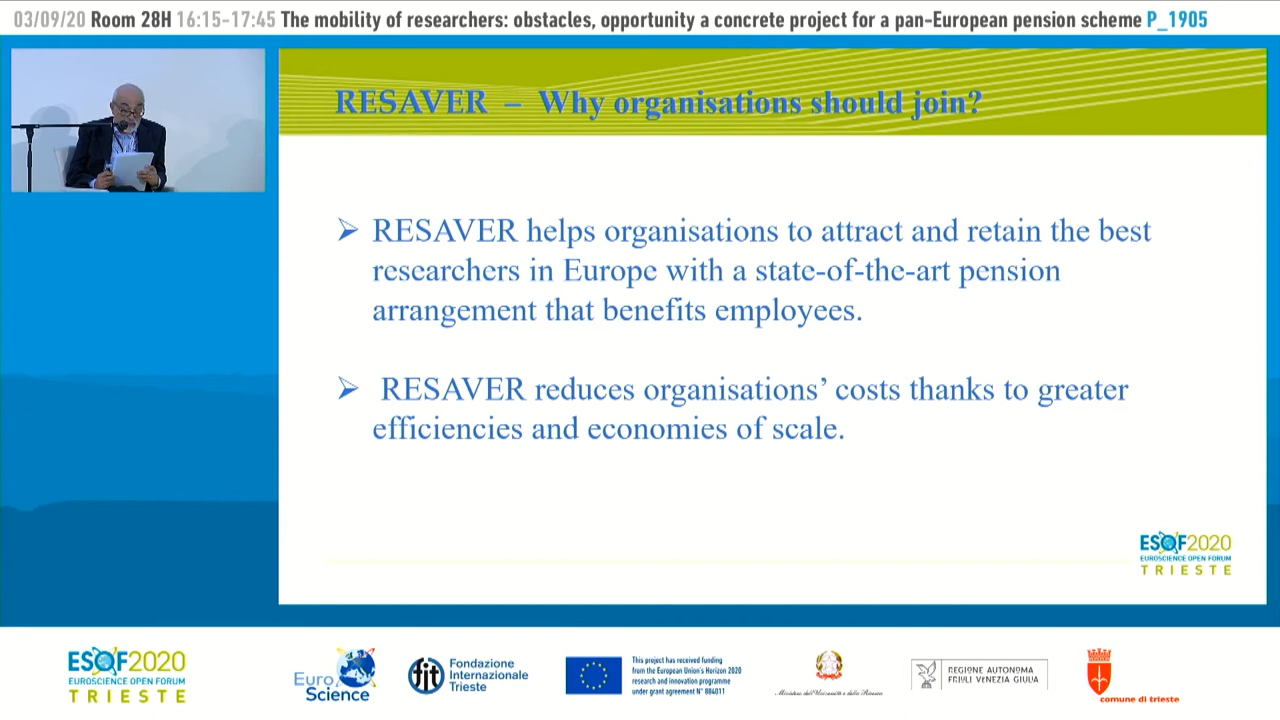 03/09/20 Room 28H 16:15-17:45 The mobility of researchers: obstacles, opportunity a concrete project for a pan-European pension scheme P_1905
RESAVER – Why organisations should join?
➢ RESAVER helps organisations to attract and retain the best
researchers in Europe with a state-of-the-art pension
arrangement that benefits employees.
➢ RESAVER reduces organisations’ costs thanks to greater
efficiencies and economies of scale.
ESOF2020
EUROSCIENCE OPEN FORUM
TRIESTE
ESOF2020
EUROSCIENCE OPEN FORUM
TRIESTE
Euro
Science
fit
Fondazione
Internazionale
Trieste
This project has received funding
from the European Union's Horizon 2020
research and innovation programme
under grant agreement N° 884011
Ministero dell'Università e della Ricerca
REGIONE AUTONOMA
FRIULI VENEZIA GIULIA
comune di trieste